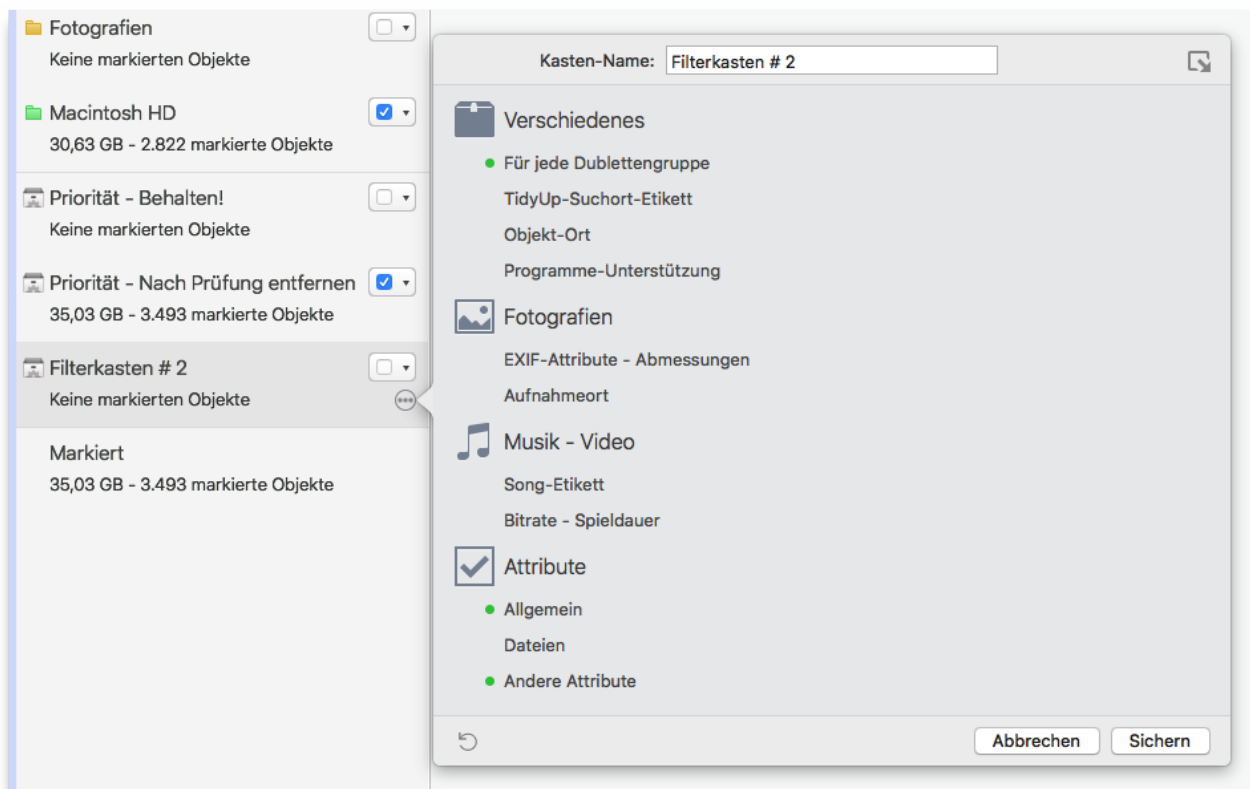 Fotografien
Keine markierten Objekte
Macintosh HD
30,63 GB - 2.822 markierte Objekte
Priorität - Behalten!
Keine markierten Objekte
Priorität - Nach Prüfung entfernen
35,03 GB - 3.493 markierte Objekte
Filterkasten # 2
Keine markierten Objekte
Markiert
35,03 GB - 3.493 markierte Objekte
Kasten-Name: Filterkasten # 2
Verschiedenes
Für jede Dublettengruppe
TidyUp-Suchort-Etikett
Objekt-Ort
Programme-Unterstützung
Fotografien
EXIF-Attribute - Abmessungen
Aufnahmeort
Musik - Video
Song-Etikett
Bitrate - Spieldauer
Attribute
Allgemein
Dateien
Andere Attribute
Abbrechen Sichern